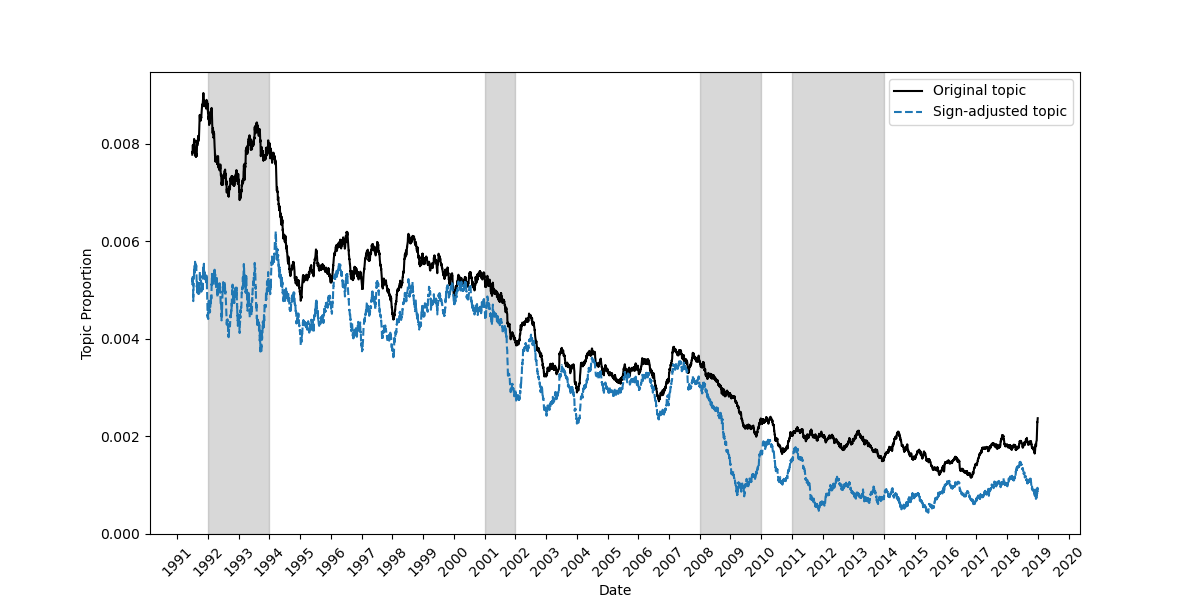 Original topic
Sign-adjusted topic
0.008
0.006
0.004
0.002
0.000
Topic Proportion
1991 1992 1993 1994 1995 1996 1997 1998 1999 2000 2001 2002 2003 2004 2005 2006 2007 2008 2009 2010 2011 2012 2013 2014 2015 2016 2017 2018 2019 2020
Date